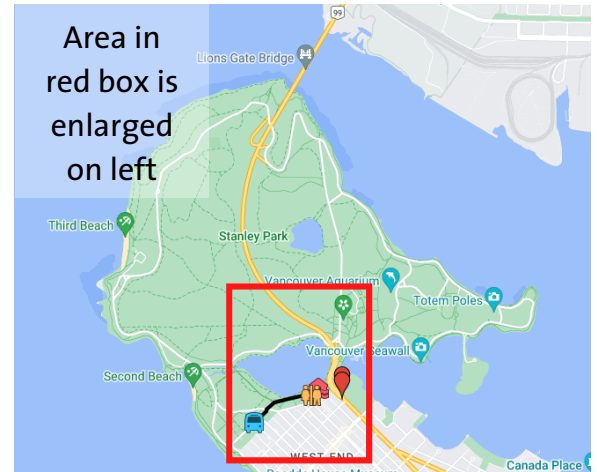 Area in
red box is
enlarged
on left
99
Lions Gate Bridge
Third Beach
Stanley Park
Vancouver Aquarium
Totem Poles
Vancouver Seawall
Second Beach
WEST END
Canada Place